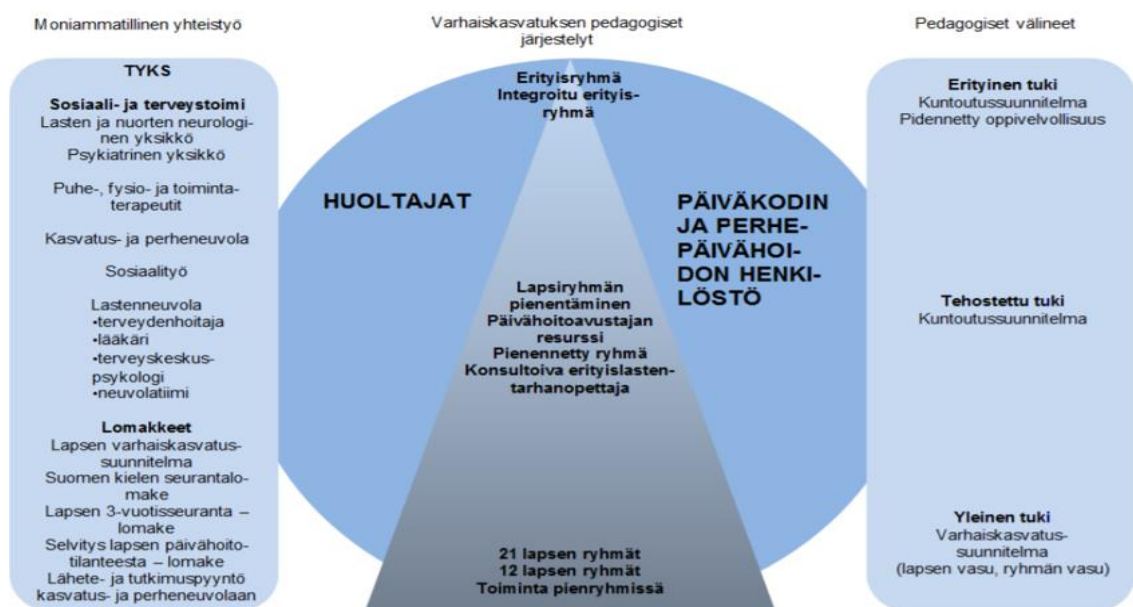 Moniammatillinen yhteistyö
TYKS
Sosiaali- ja terveystoimi
Lasten ja nuorten neurologi-
nen yksikkö
Psykiatrinen yksikkö
Puhe-, fysio- ja toiminta-
terapeutit
Kasvatus- ja perheneuvola
Sosiaalityö
Lastenneuvola
•terveydenhoitaja
•lääkäri
•terveyskeskus-
psykologi
•neuvolatiimi
Lomakkeet
Lapsen varhaiskasvatus-
suunnitelma
Suomen kielen seurantalo-
make
Lapsen 3-vuotisseuranta –
lomake
Selvitys lapsen päivähoito-
tilanteesta – lomake
Lähete- ja tutkimuspyyntö
kasvatus- ja perheneuvolaan
Varhaiskasvatuksen pedagogiset
järjestelyt
Erityisryhmä
Integroitu erityis-
ryhmä
HUOLTAJAT
PÄIVÄKODIN
JA PERHE-
PÄIVÄHOI-
DON HENKI-
LÖSTÖ
Lapsiryhmän
pienentäminen
Päivähoitoavustajan
resurssi
Pienennetty ryhmä
Konsultoiva erityislasten-
tarhanopettaja
21 lapsen ryhmät
12 lapsen ryhmät
Toiminta pienryhmissä
Pedagogiset välineet
Erityinen tuki
Kuntoutussuunnitelma
Pidennetty oppivelvollisuus
Tehostettu tuki
Kuntoutussuunnitelma
Yleinen tuki
Varhaiskasvatus-
suunnitelma
(lapsen vasu, ryhmän vasu)